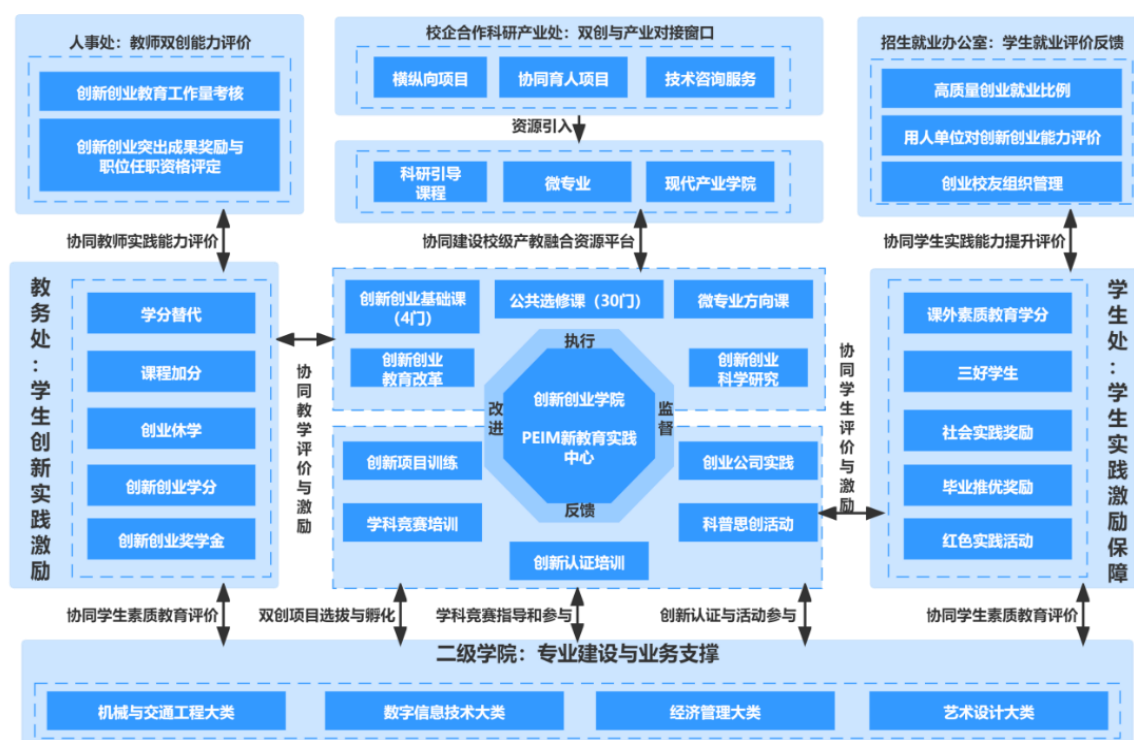 人事处：教师双创能力评价
创新创业教育工作量考核
创新创业突出成果奖励与
职位任职资格评定
校企合作科研产业处：双创与产业对接窗口
横纵向项目
协同育人项目
技术咨询服务
资源引入
科研引导
课程
微专业
现代产业学院
招生就业办公室：学生就业评价反馈
高质量创业就业比例
用人单位对创新创业能力评价
创业校友组织管理
协同教师实践能力评价
协同建设校级产教融合资源平台
协同学生实践能力提升评价
教务处：学生创新实践激励
学分替代
课程加分
创业休学
创新创业学分
创新创业奖学金
协同教学评价与激励
创新创业基础课
（4门）
公共选修课（30门）
微专业方向课
创新创业
教育改革
创新创业
科学研究
执行
改进
监督
反馈
创新创业学院
PEIM新教育实践
中心
创新项目训练
创业公司实践
学科竞赛培训
科普思创活动
创新认证培训
协同学生评价与激励
课外素质教育学分
三好学生
社会实践奖励
毕业推优奖励
红色实践活动
学生处：学生实践激励保障
协同学生素质教育评价
双创项目选拔与孵化
学科竞赛指导和参与
创新认证与活动参与
协同学生素质教育评价
二级学院：专业建设与业务支撑
机械与交通工程大类
数字信息技术大类
经济管理大类
艺术设计大类